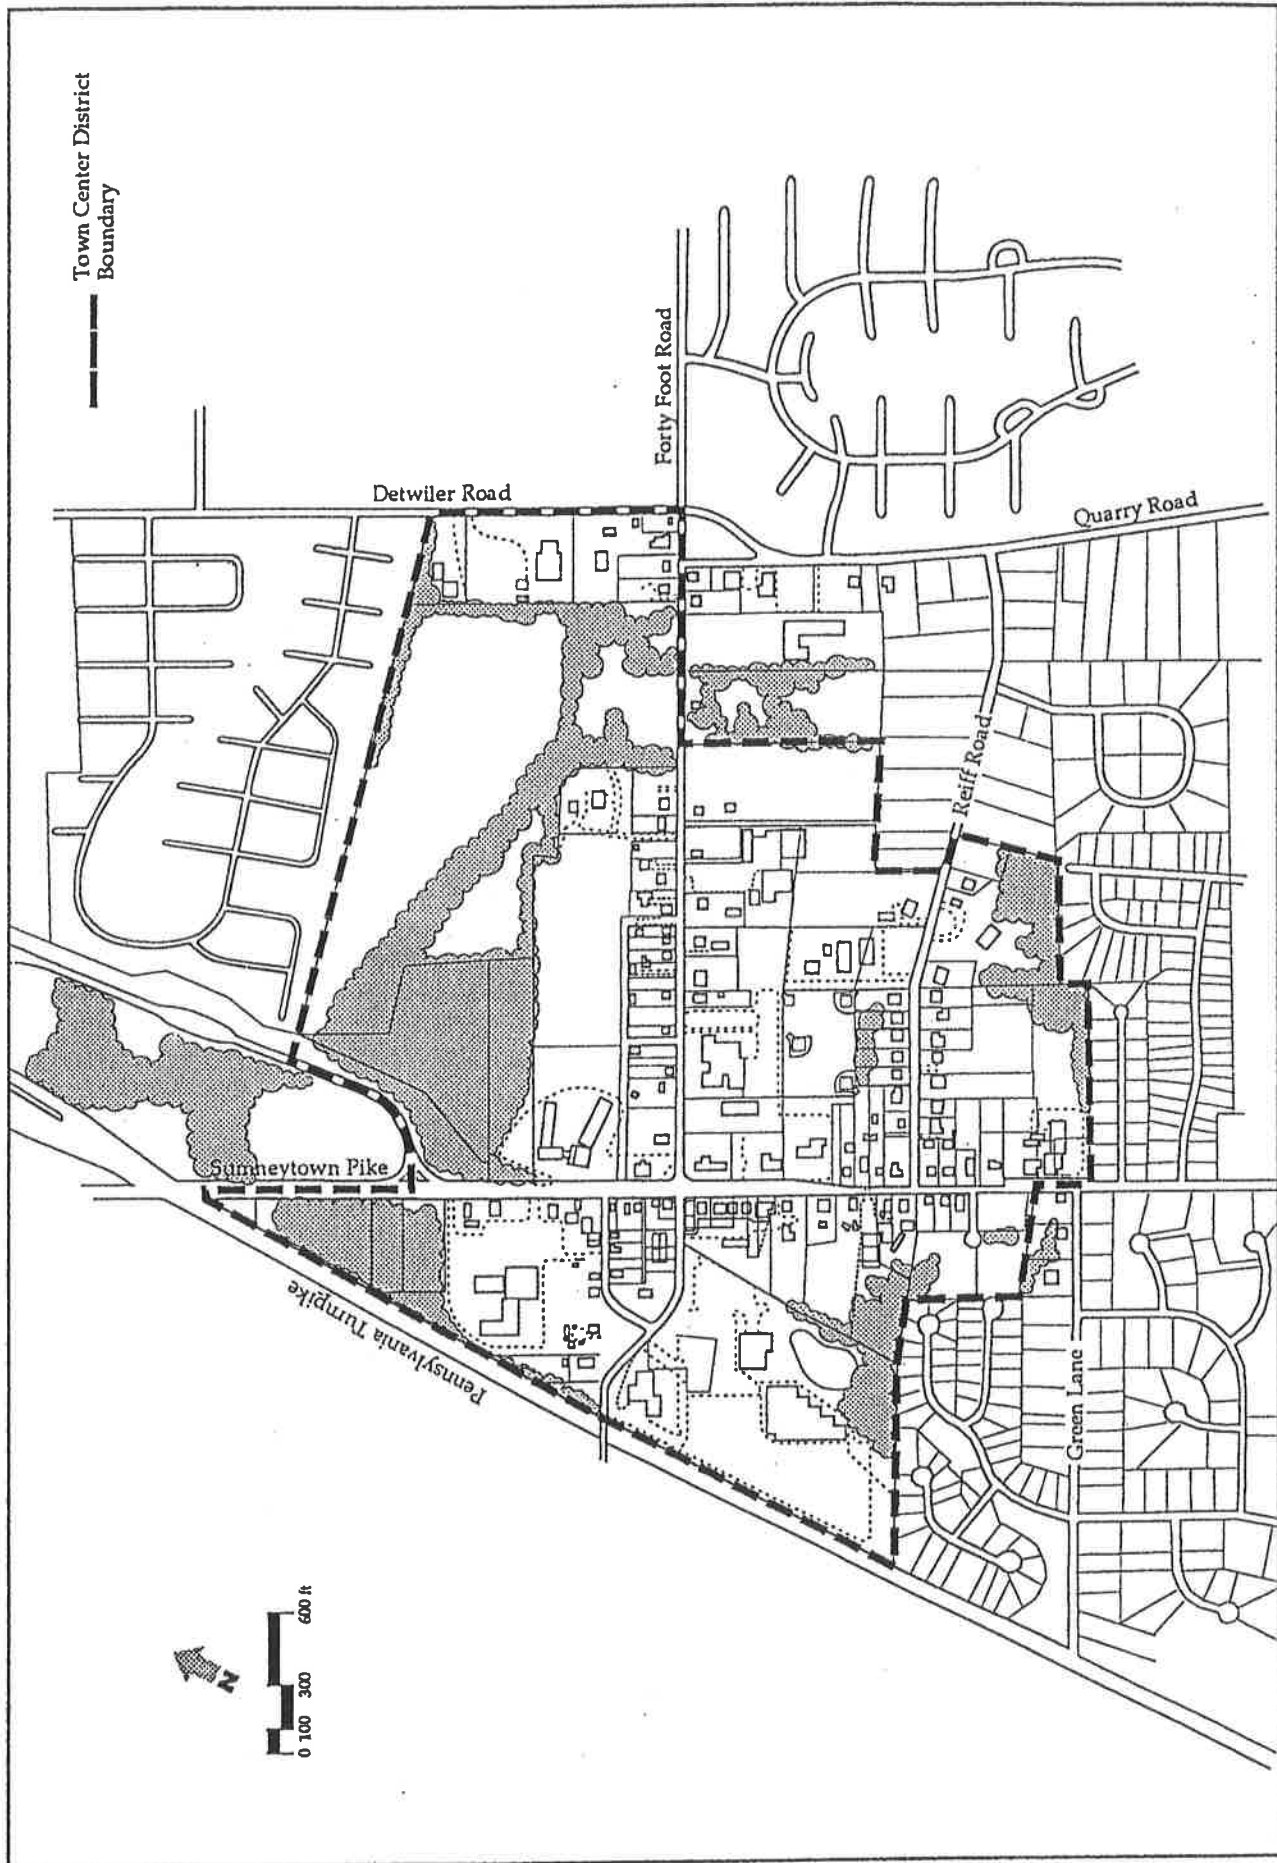 Town Center District
Boundary
Forty Foot Road
Detwiler Road
Quarry Road
Reiff Road
Sumneytown Pike
Pennsylvania Turnpike
Green Lane
N
0 100 300 600 ft